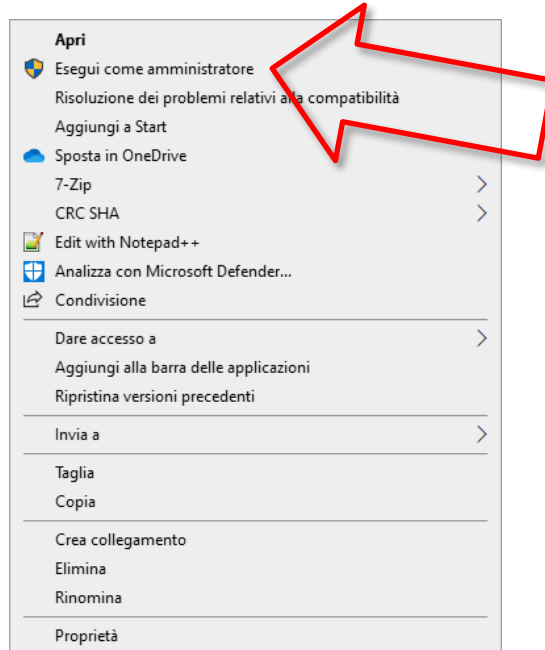 Apri
Esegui come amministratore
Risoluzione dei problemi relativi alla compatibilità
Aggiungi a Start
Sposta in OneDrive
7-Zip
CRC SHA
Edit with Notepad++
Analizza con Microsoft Defender...
Condivisione
Dare accesso a
Aggiungi alla barra delle applicazioni
Ripristina versioni precedenti
Invia a
Taglia
Copia
Crea collegamento
Elimina
Rinomina
Proprietà